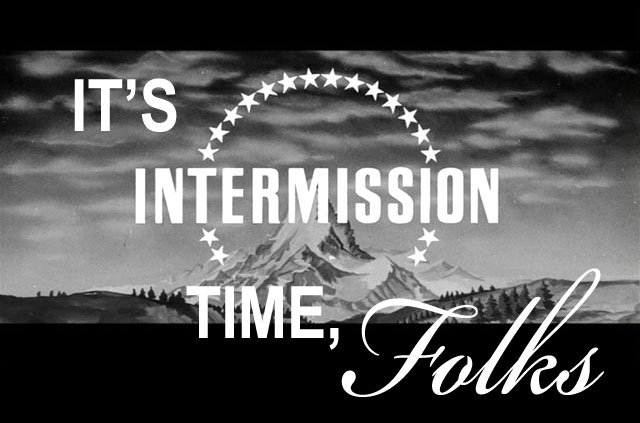 IT’S
INTERMISSION
TIME,
Folks